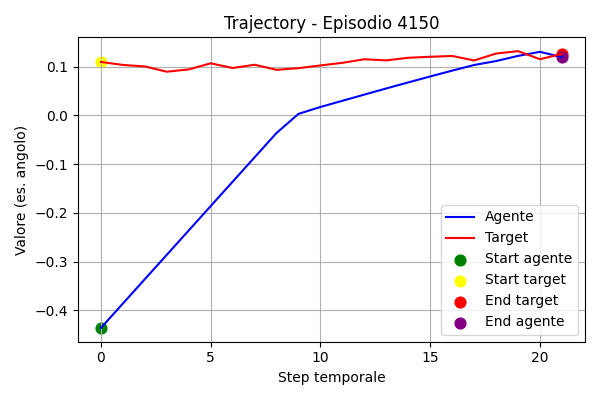 Trajectory - Episodio 4150
Valore (es. angolo)
0.1
0.0
−0.1
−0.2
−0.3
−0.4
Agente
Target
Start agente
Start target
End target
End agente
0 5 10 15 20
Step temporale